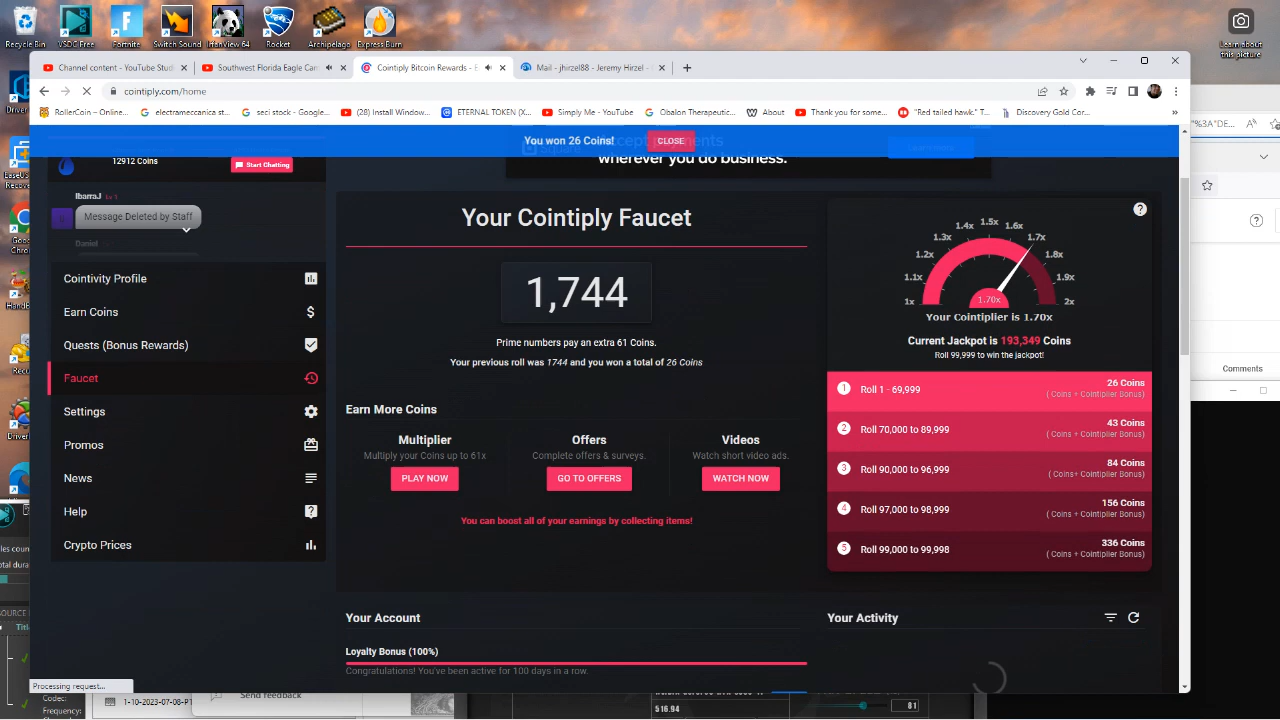 Recycle Bin
VSDC Free
Fortnite
Switch Sound
IrfanView 64
Rocket
Archipelago
Express Burn
Learn about
this picture
Channel content - YouTube Stud
Southwest Florida Eagle Cam
Cointiply Bitcoin Rewards - E
Mail - jhirzel88 - Jeremy Hirzel -
cointiply.com/home
RollerCoin – Online...
electrameccanica st...
seci stock - Google...
(28) Install Window...
ETERNAL TOKEN (X...
Simply Me - YouTube
Obalon Therapeutic...
About
Thank you for some...
"Red tailed hawk." T...
Discovery Gold Cor...
You won 26 Coins!
CLOSE
wherever you do business.
12912 Coins
Start Chatting
IbarraJ
Message Deleted by Staff
Daniel
Cointivity Profile
Earn Coins
Quests (Bonus Rewards)
Faucet
Settings
Promos
News
Help
Crypto Prices
Your Cointiply Faucet
1,744
Prime numbers pay an extra 61 Coins.
Your previous roll was 1744 and you won a total of 26 Coins
Earn More Coins
Multiplier
Multiply your Coins up to 61x
PLAY NOW
Offers
Complete offers & surveys.
GO TO OFFERS
Videos
Watch short video ads.
WATCH NOW
You can boost all of your earnings by collecting items!
1x
1.1x
1.2x
1.3x
1.4x
1.5x
1.6x
1.7x
1.8x
1.9x
2x
1.70x
Your Cointiplier is 1.70x
Current Jackpot is 193,349 Coins
Roll 99,999 to win the jackpot!
1 Roll 1 - 69,999 26 Coins
( Coins + Cointiplier Bonus)
2 Roll 70,000 to 89,999 43 Coins
( Coins + Cointiplier Bonus)
3 Roll 90,000 to 96,999 84 Coins
( Coins+ Cointiplier Bonus)
4 Roll 97,000 to 98,999 156 Coins
( Coins + Cointiplier Bonus)
5 Roll 99,000 to 99,998 336 Coins
( Coins + Cointiplier Bonus)
Your Account
Loyalty Bonus (100%)
Congratulations! You've been active for 100 days in a row.
Your Activity
Processing request...
Comments
Send feedback
Codec:
Frequency:
1-10-2023-07-08-P1
516.94
81